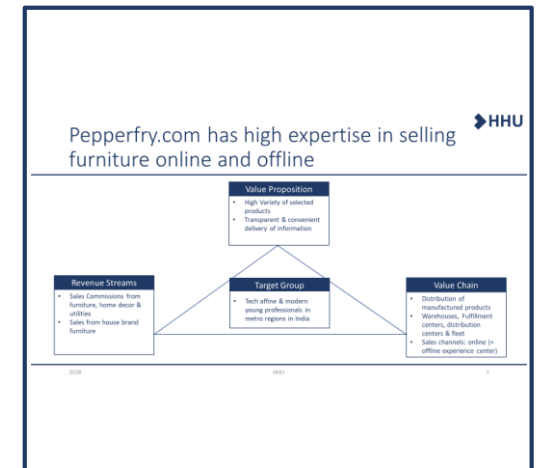 HHU
Pepperfry.com has high expertise in selling
furniture online and offline
Value Proposition
• High Variety of selected
products
• Transparent & convenient
delivery of information
Revenue Streams
• Sales Commissions from
furniture, home decor &
utilities
• Sales from house brand
furniture
Target Group
• Tech affine & modern
young professionals in
metro regions in India
Value Chain
• Distribution of
manufactured products
• Warehouses, Fulfillment
centers, distribution
centers & fleet
• Sales channels: online (+
offline experience center)
2018
HHU
7